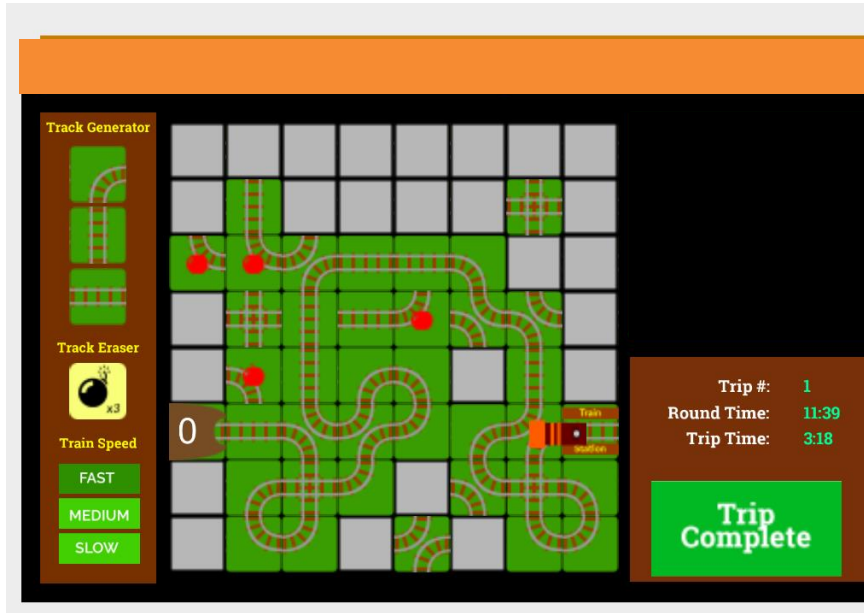 Track Generator
Track Eraser
x3
Train Speed
FAST
MEDIUM
SLOW
0
Train
Station
Trip #: 1
Round Time: 11:39
Trip Time: 3:18
Trip
Complete